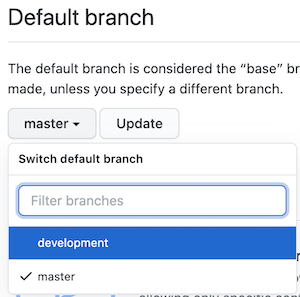 Default branch
The default branch is considered the “base” br
made, unless you specify a different branch.
master
Update
Switch default branch
Filter branches
development
master